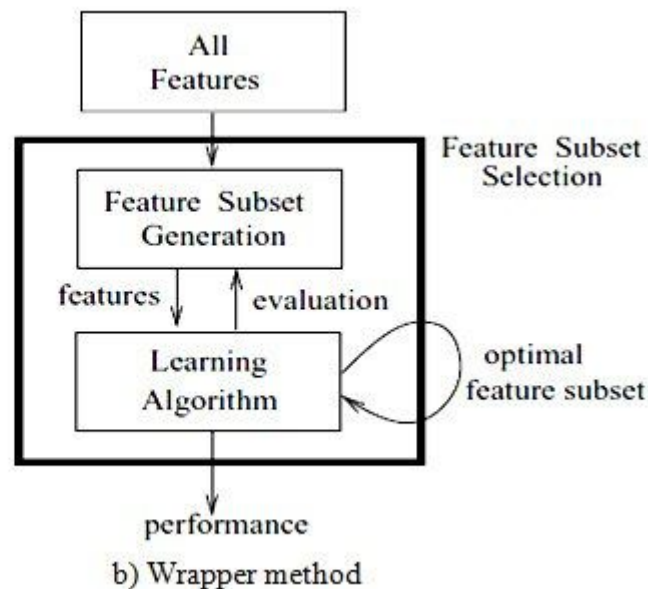 All
Features
Feature Subset
Selection
Feature Subset
Generation
features
evaluation
Learning
Algorithm
optimal
feature subset
performance
b) Wrapper method